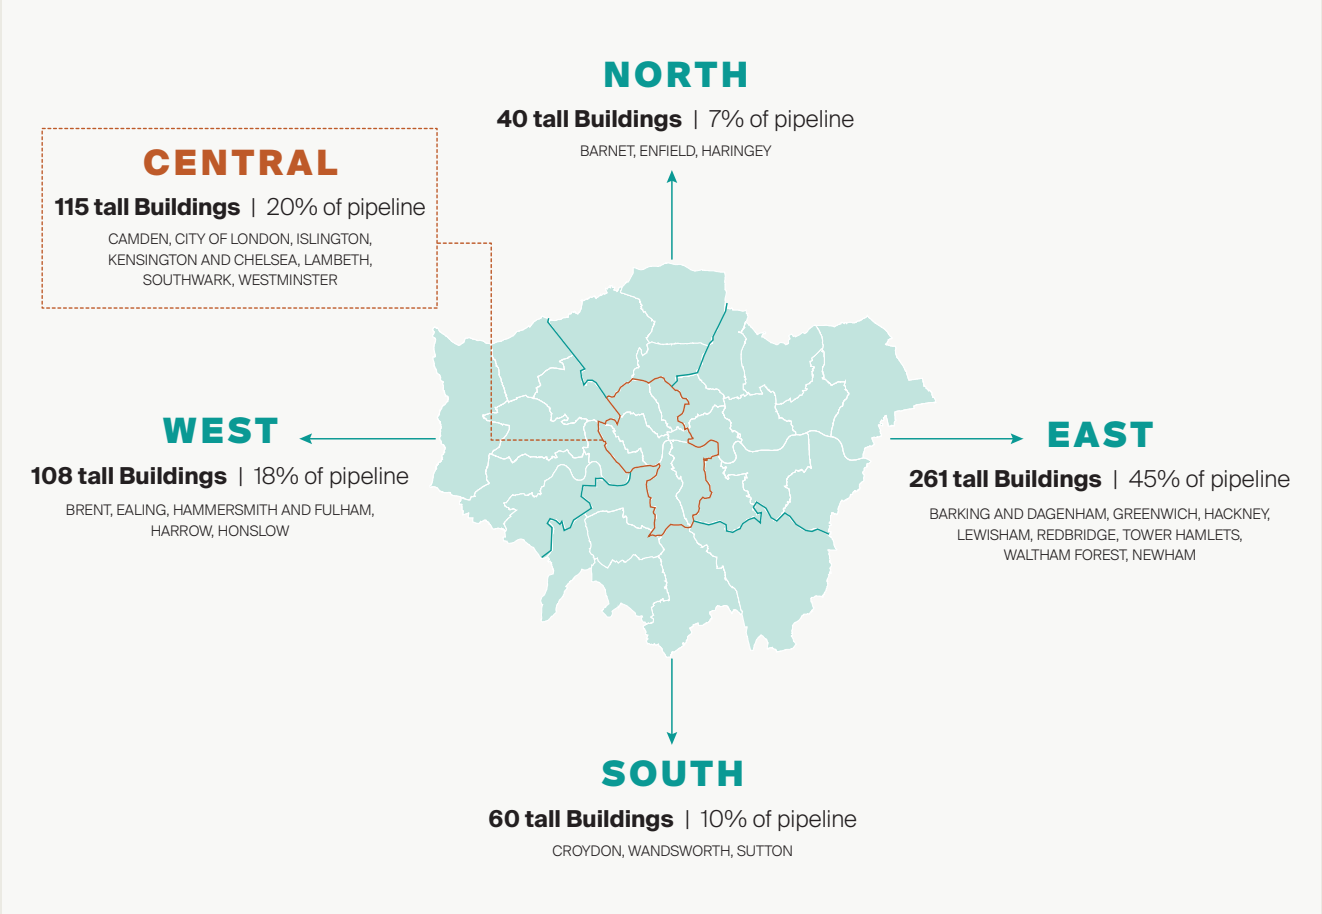 NORTH
40 tall Buildings | 7% of pipeline
BARNET, ENFIELD, HARINGEY
CENTRAL
115 tall Buildings | 20% of pipeline
CAMDEN, CITY OF LONDON, ISLINGTON,
KENSINGTON AND CHELSEA, LAMBETH,
SOUTHWARK, WESTMINSTER
WEST
108 tall Buildings | 18% of pipeline
BRENT, EALING, HAMMERSMITH AND FULHAM,
HARROW, HONSLOW
EAST
261 tall Buildings | 45% of pipeline
BARKING AND DAGENHAM, GREENWICH, HACKNEY,
LEWISHAM, REDBRIDGE, TOWER HAMLETS,
WALTHAM FOREST, NEWHAM
SOUTH
60 tall Buildings | 10% of pipeline
CROYDON, WANDSWORTH, SUTTON